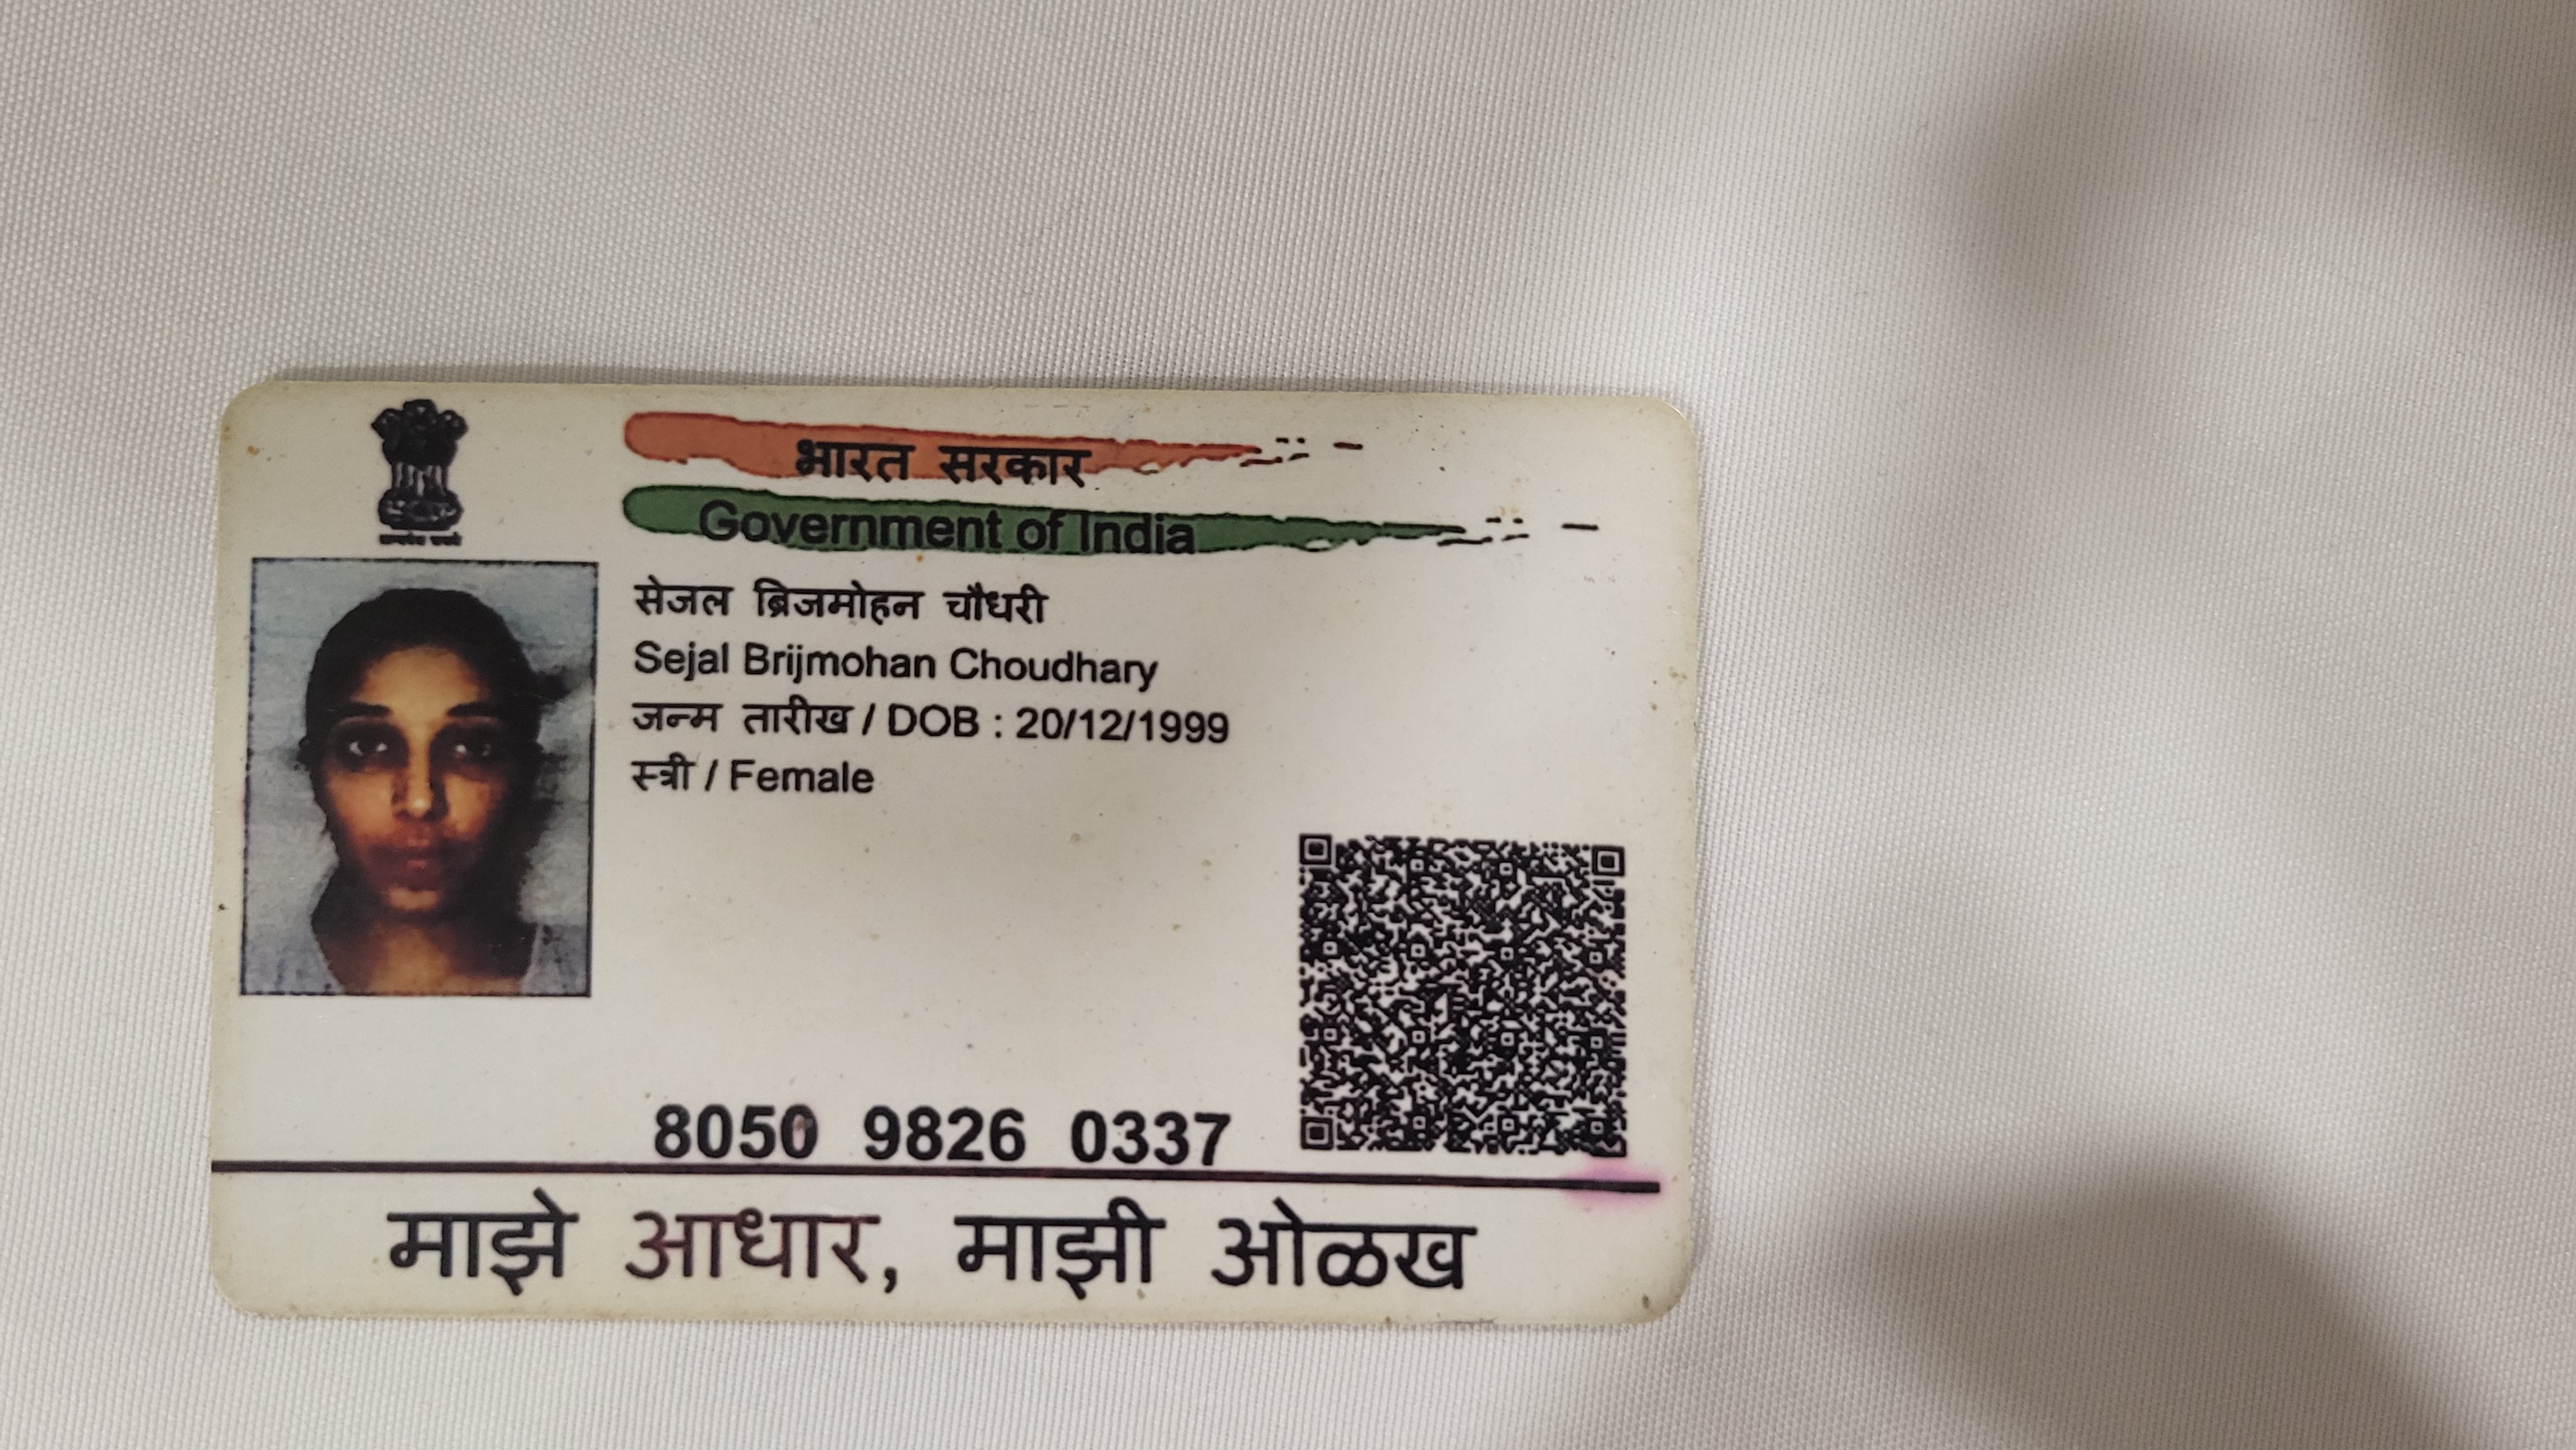 भारत सरकार
Government of India
सेजल ब्रिजमोहन चौधरी
Sejal Brijmohan Choudhary
जन्म तारीख / DOB : 20/12/1999
स्त्री / Female
8050 9826 0337
माझे आधार, माझी ओळख